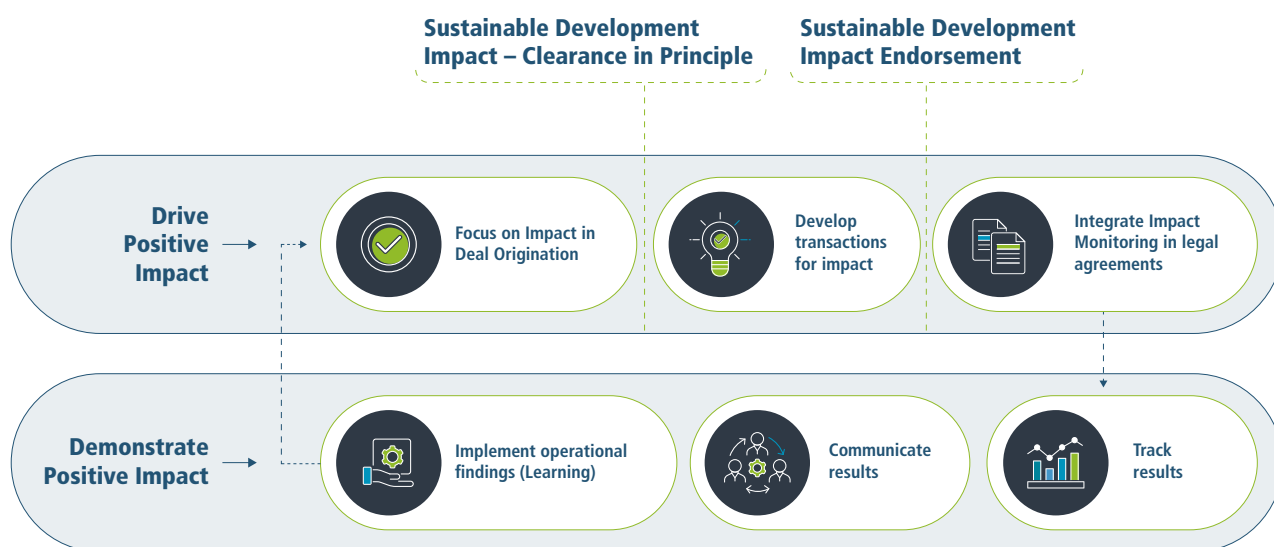 Sustainable Development
Impact – Clearance in Principle
Sustainable Development
Impact Endorsement
Drive
Positive
Impact
Focus on Impact in
Deal Origination
Develop
transactions
for impact
Integrate Impact
Monitoring in legal
agreements
Demonstrate
Positive Impact
Implement operational
findings (Learning)
Communicate
results
Track
results